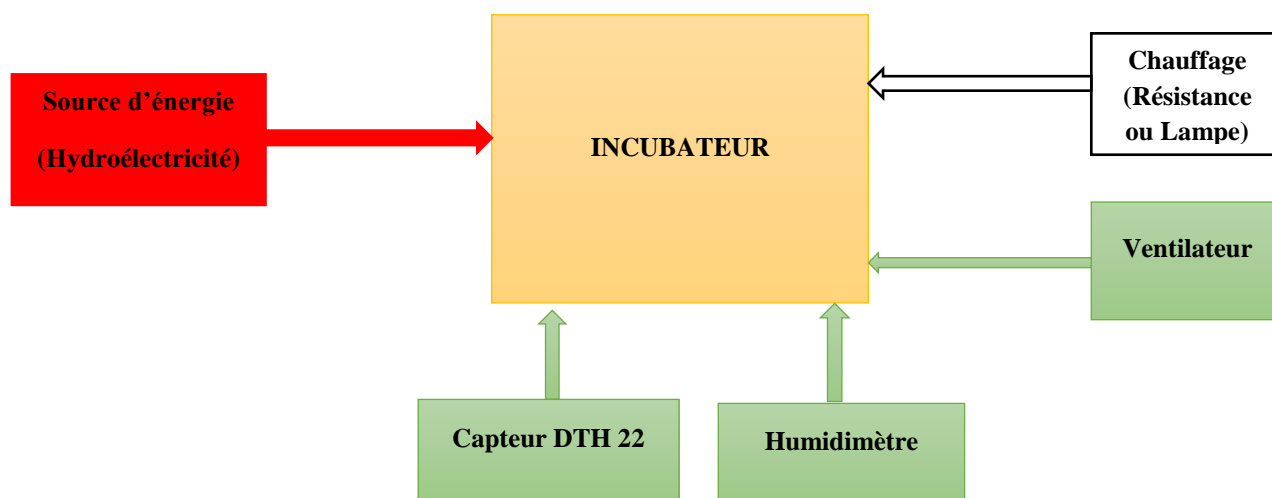 Source d'énergie
(Hydroélectricité)
INCUBATEUR
Chauffage
(Résistance
ou Lampe)
Ventilateur
Capteur DTH 22
Humidimètre